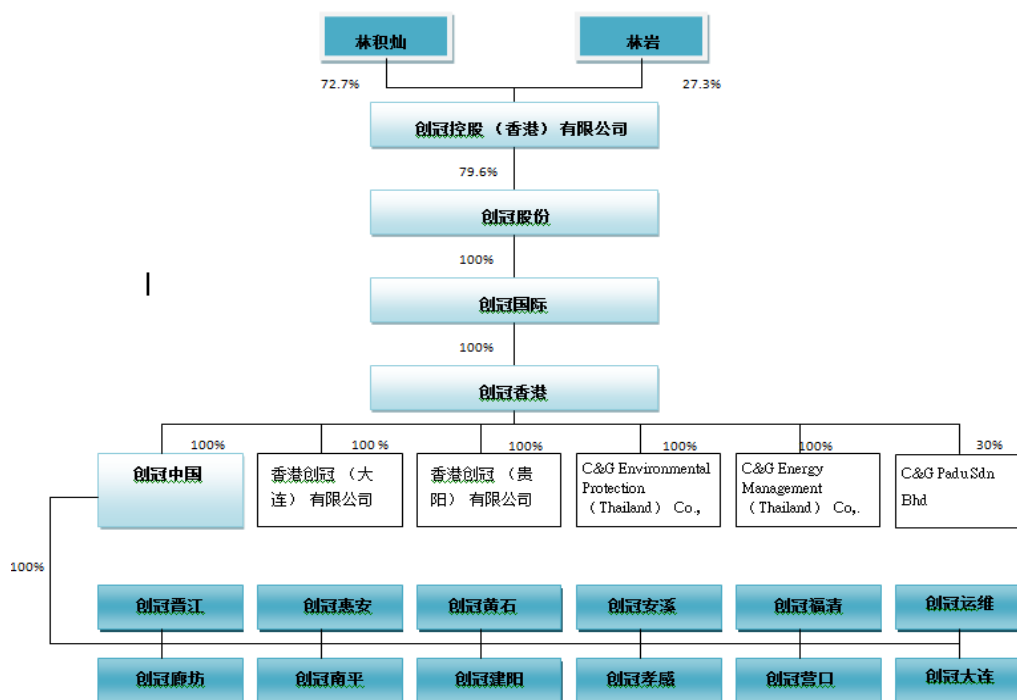 林积灿
林岩
72.7%
27.3%
创冠控股 （香港） 有限公司
79.6%
创冠股份
100%
创冠国际
100%
创冠香港
100%
100 %
100%
100%
100%
30%
创冠中国
香港创冠 （大
连） 有限公司
香港创冠 （贵
阳） 有限公司
C&G Environmental
Protection
（Thailand） Co.,
C&G Energy
Management
（Thailand） Co,.
C&G Padu Sdn
Bhd
100%
创冠晋江
创冠惠安
创冠黄石
创冠安溪
创冠福清
创冠运维
创冠廊坊
创冠南平
创冠建阳
创冠孝感
创冠营口
创冠大连